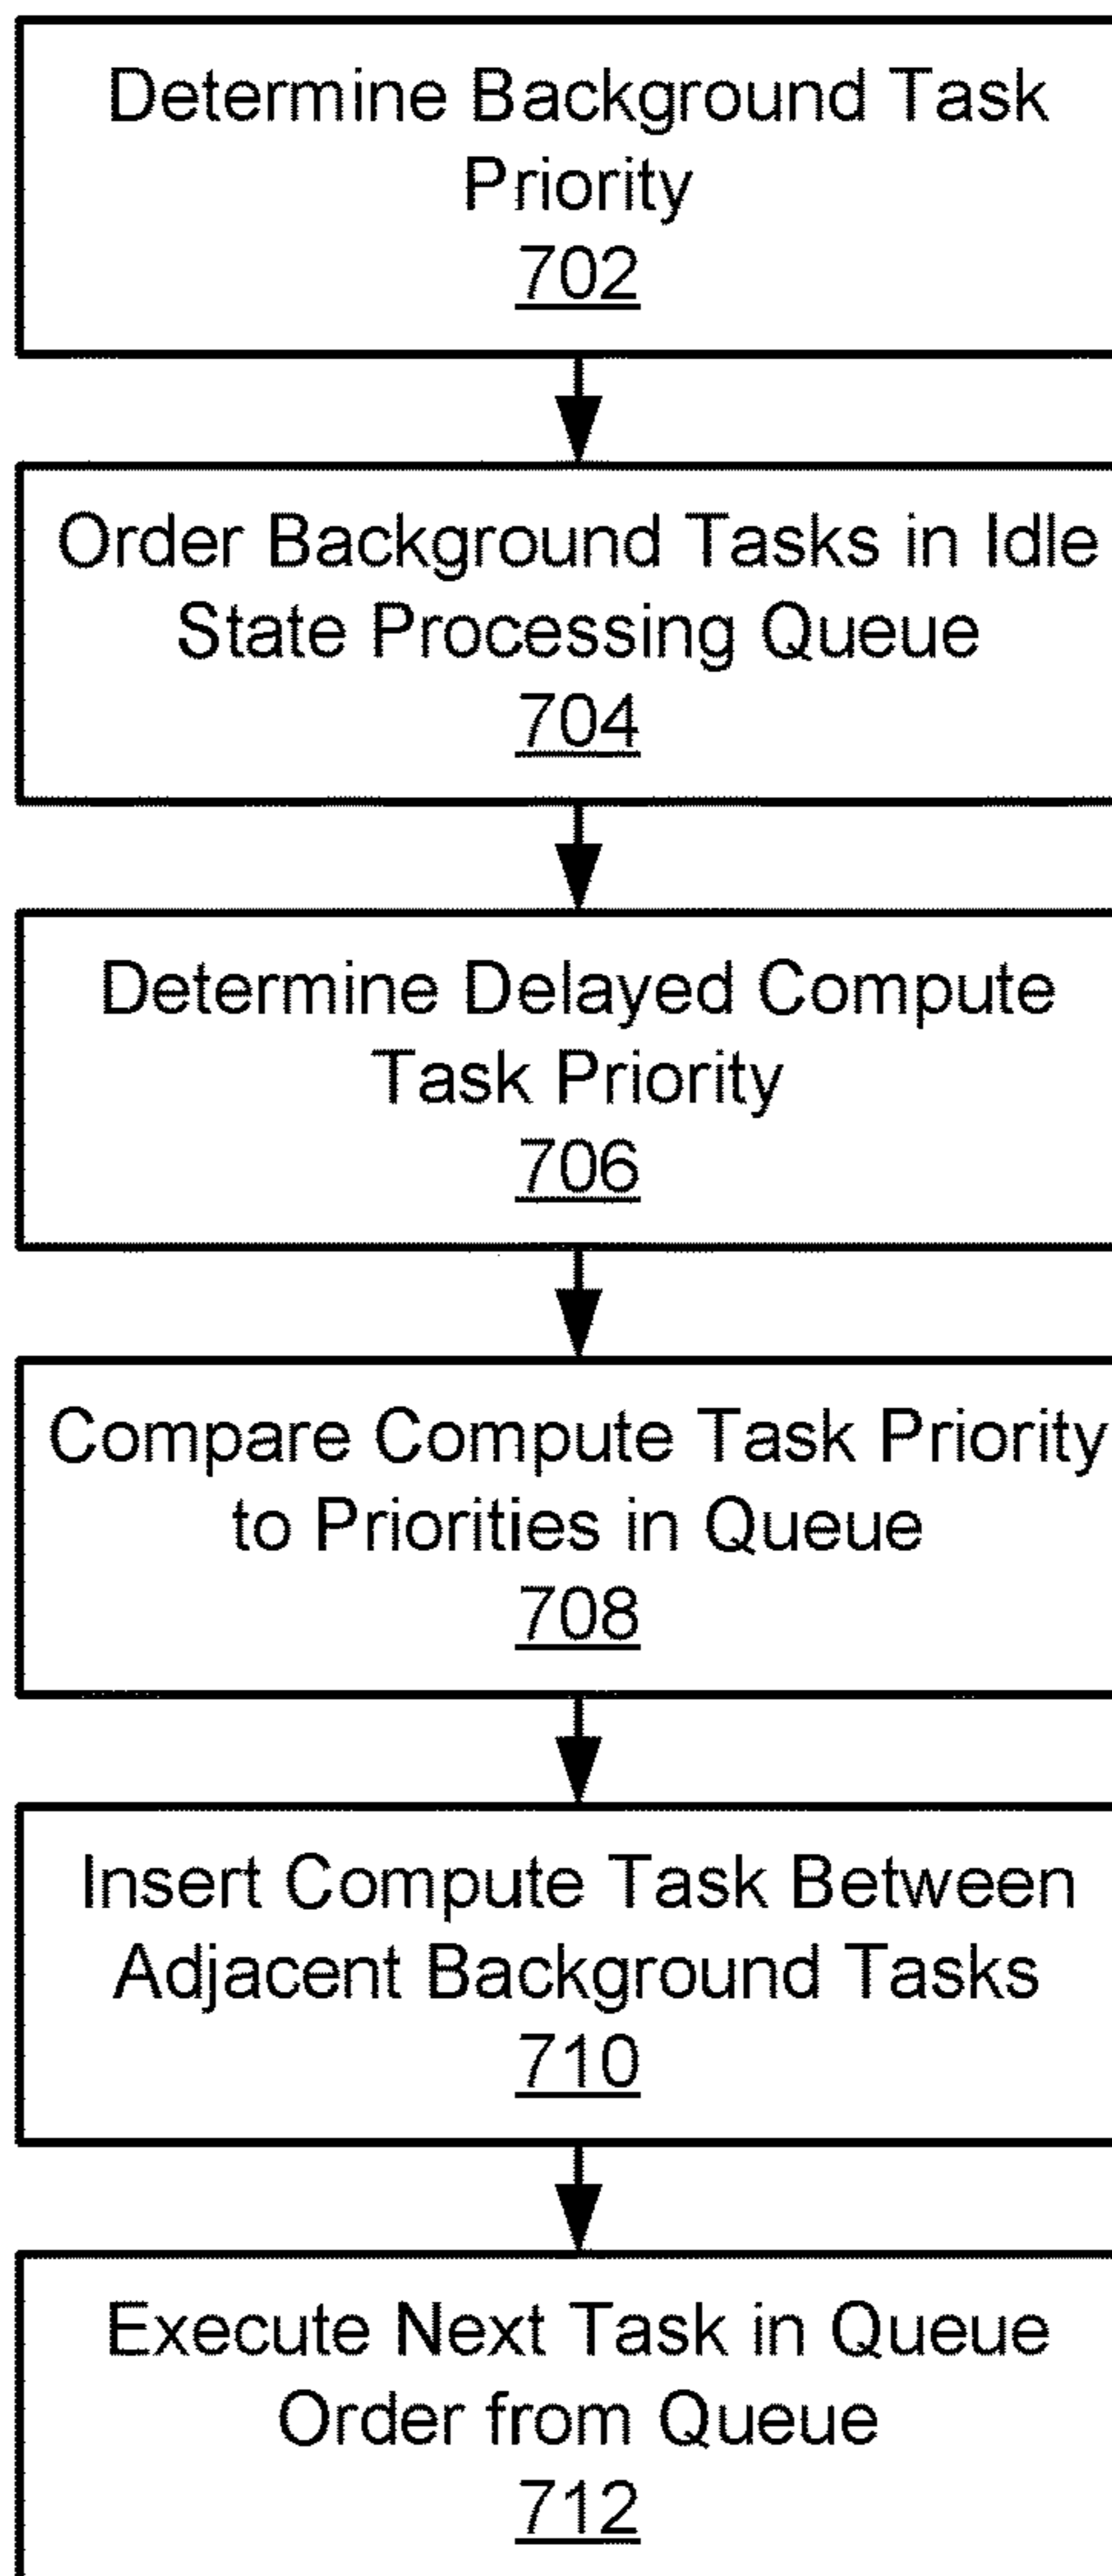 Determine Background Task
Priority
702
Order Background Tasks in Idle
State Processing Queue
704
Determine Delayed Compute
Task Priority
706
Compare Compute Task Priority
to Priorities in Queue
708
Insert Compute Task Between
Adjacent Background Tasks
710
Execute Next Task in Queue
Order from Queue
712